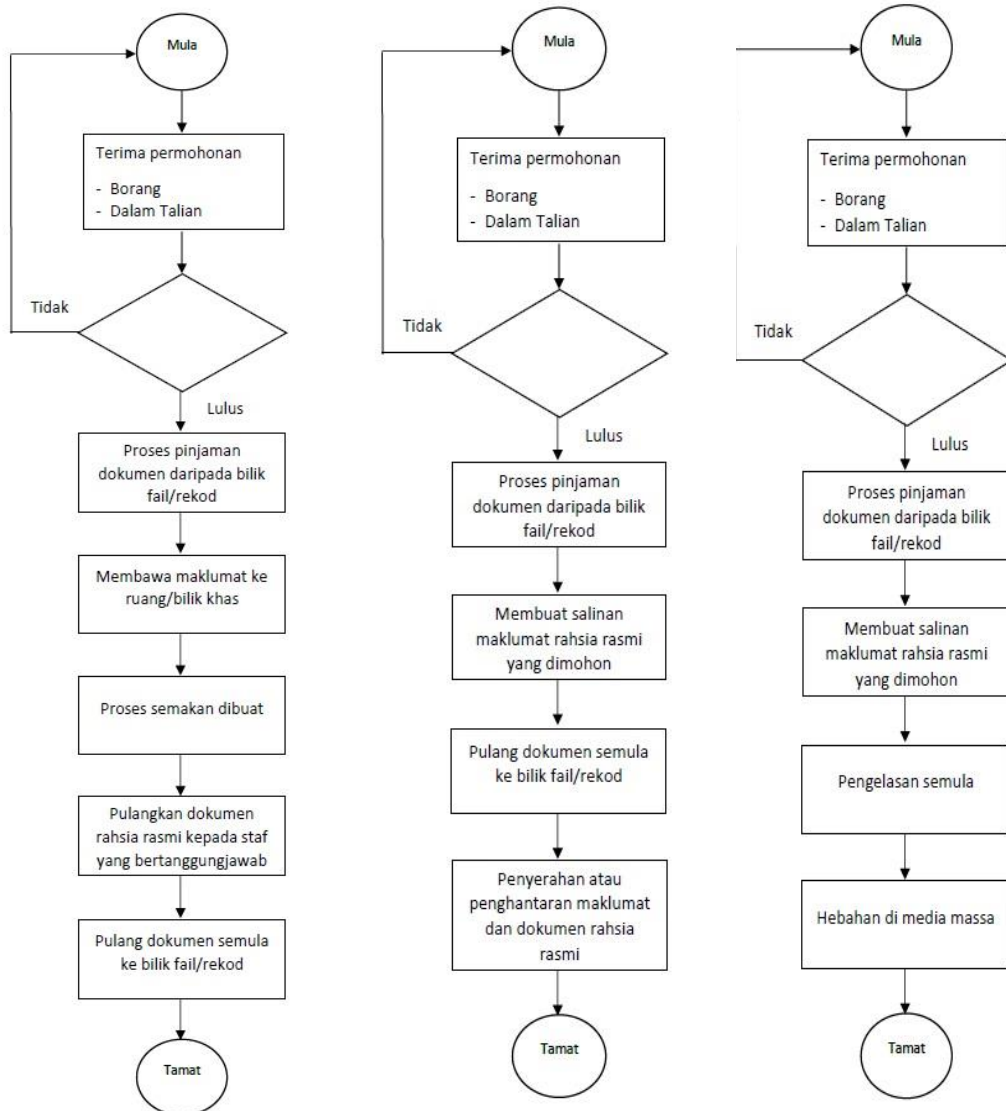 Mula
Terima permohonan
- Borang
- Dalam Talian
Tidak
Lulus
Proses pinjaman
dokumen daripada bilik
fail/rekod
Membawa maklumat ke
ruang/bilik khas
Proses semakan dibuat
Pulangkan dokumen
rahsia rasmi kepada staf
yang bertanggungjawab
Pulang dokumen semula
ke bilik fail/rekod
Tamat
Mula
Terima permohonan
- Borang
- Dalam Talian
Tidak
Lulus
Proses pinjaman
dokumen daripada bilik
fail/rekod
Membuat salinan
maklumat rahsia rasmi
yang dimohon
Pulang dokumen semula
ke bilik fail/rekod
Penyerahan atau
penghantaran maklumat
dan dokumen rahsia
rasmi
Tamat
Mula
Terima permohonan
- Borang
- Dalam Talian
Tidak
Lulus
Proses pinjaman
dokumen daripada bilik
fail/rekod
Membuat salinan
maklumat rahsia rasmi
yang dimohon
Pengelasan semula
Hebahan di media massa
Tamat